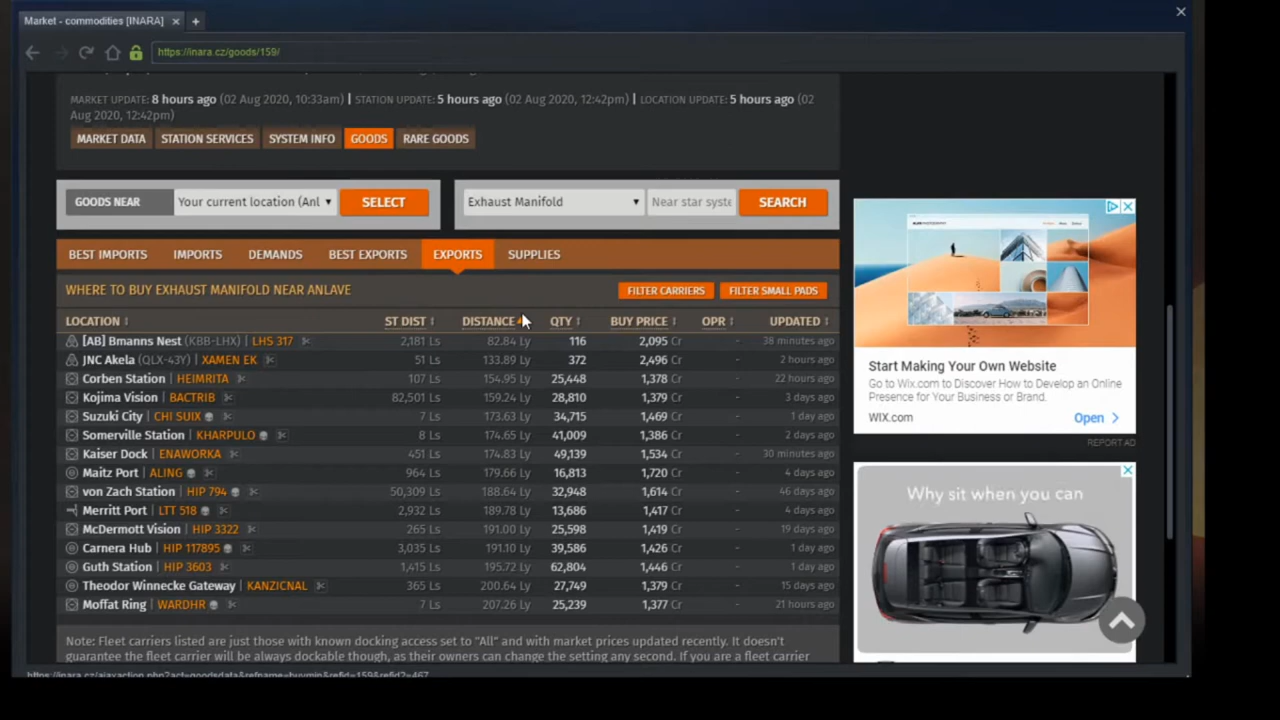 Market - commodities [INARA]
https://inara.cz/goods/159/
MARKET UPDATE: 8 hours ago (02 Aug 2020, 10:33am) | STATION UPDATE: 5 hours ago (02 Aug 2020, 12:42pm) | LOCATION UPDATE: 5 hours ago (02
Aug 2020, 12:42pm)
MARKET DATA STATION SERVICES SYSTEM INFO GOODS RARE GOODS
GOODS NEAR Your current location (Anl SELECT Exhaust Manifold Near star syste SEARCH
BEST IMPORTS IMPORTS DEMANDS BEST EXPORTS EXPORTS SUPPLIES
WHERE TO BUY EXHAUST MANIFOLD NEAR ANLAVE FILTER CARRIERS FILTER SMALL PADS
LOCATION ST DIST DISTANCE QTY BUY PRICE OPR UPDATED
[AB] Bmanns Nest (KBB-LHX) | LHS 317 2,181 Ls 82.84 Ly 116 2,095 Cr - 38 minutes ago
JNC Akela (QLX-43Y) | XAMEN EK 51 Ls 133.89 Ly 372 2,496 Cr - 2 hours ago
Corben Station | HEIMRITA 107 Ls 154.95 Ly 25,448 1,378 Cr - 22 hours ago
Kojima Vision | BACTRIB 82,501 Ls 159.24 Ly 28,810 1,379 Cr - 3 days ago
Suzuki City | CHI SUIX 7 Ls 173.63 Ly 34,715 1,469 Cr - 1 day ago
Somerville Station | KHARPULO 8 Ls 174.65 Ly 41,009 1,386 Cr - 2 days ago
Kaiser Dock | ENAWORKA 451 Ls 174.83 Ly 49,139 1,534 Cr - 30 minutes ago
Maitz Port | ALING 964 Ls 179.66 Ly 16,813 1,720 Cr - 4 days ago
von Zach Station | HIP 794 50,309 Ls 188.64 Ly 32,948 1,614 Cr - 46 days ago
Merritt Port | LTT 518 2,932 Ls 189.78 Ly 13,686 1,417 Cr - 4 days ago
McDermott Vision | HIP 3322 265 Ls 191.00 Ly 25,598 1,419 Cr - 19 days ago
Carnera Hub | HIP 117895 3,035 Ls 191.10 Ly 39,586 1,426 Cr - 1 day ago
Guth Station | HIP 3603 1,415 Ls 195.72 Ly 62,804 1,446 Cr - 1 day ago
Theodor Winnecke Gateway | KANZICNAL 365 Ls 200.64 Ly 27,749 1,379 Cr - 15 days ago
Moffat Ring | WARDHR 7 Ls 207.26 Ly 25,239 1,377 Cr - 21 hours ago
Note: Fleet carriers listed are just those with known docking access set to "All" and with market prices updated recently. It doesn't
guarantee the fleet carrier will be always dockable though, as their owners can change the setting any second. If you are a fleet carrier
https://inara.cz/ajaxaction.php?act=goodsdata&refname=buymin&refid=159&refid2=467
Start Making Your Own Website
Go to Wix.com to Discover How to Develop an Online
Presence for Your Business or Brand.
WIX.com Open
REPORT AD
Why sit when you can